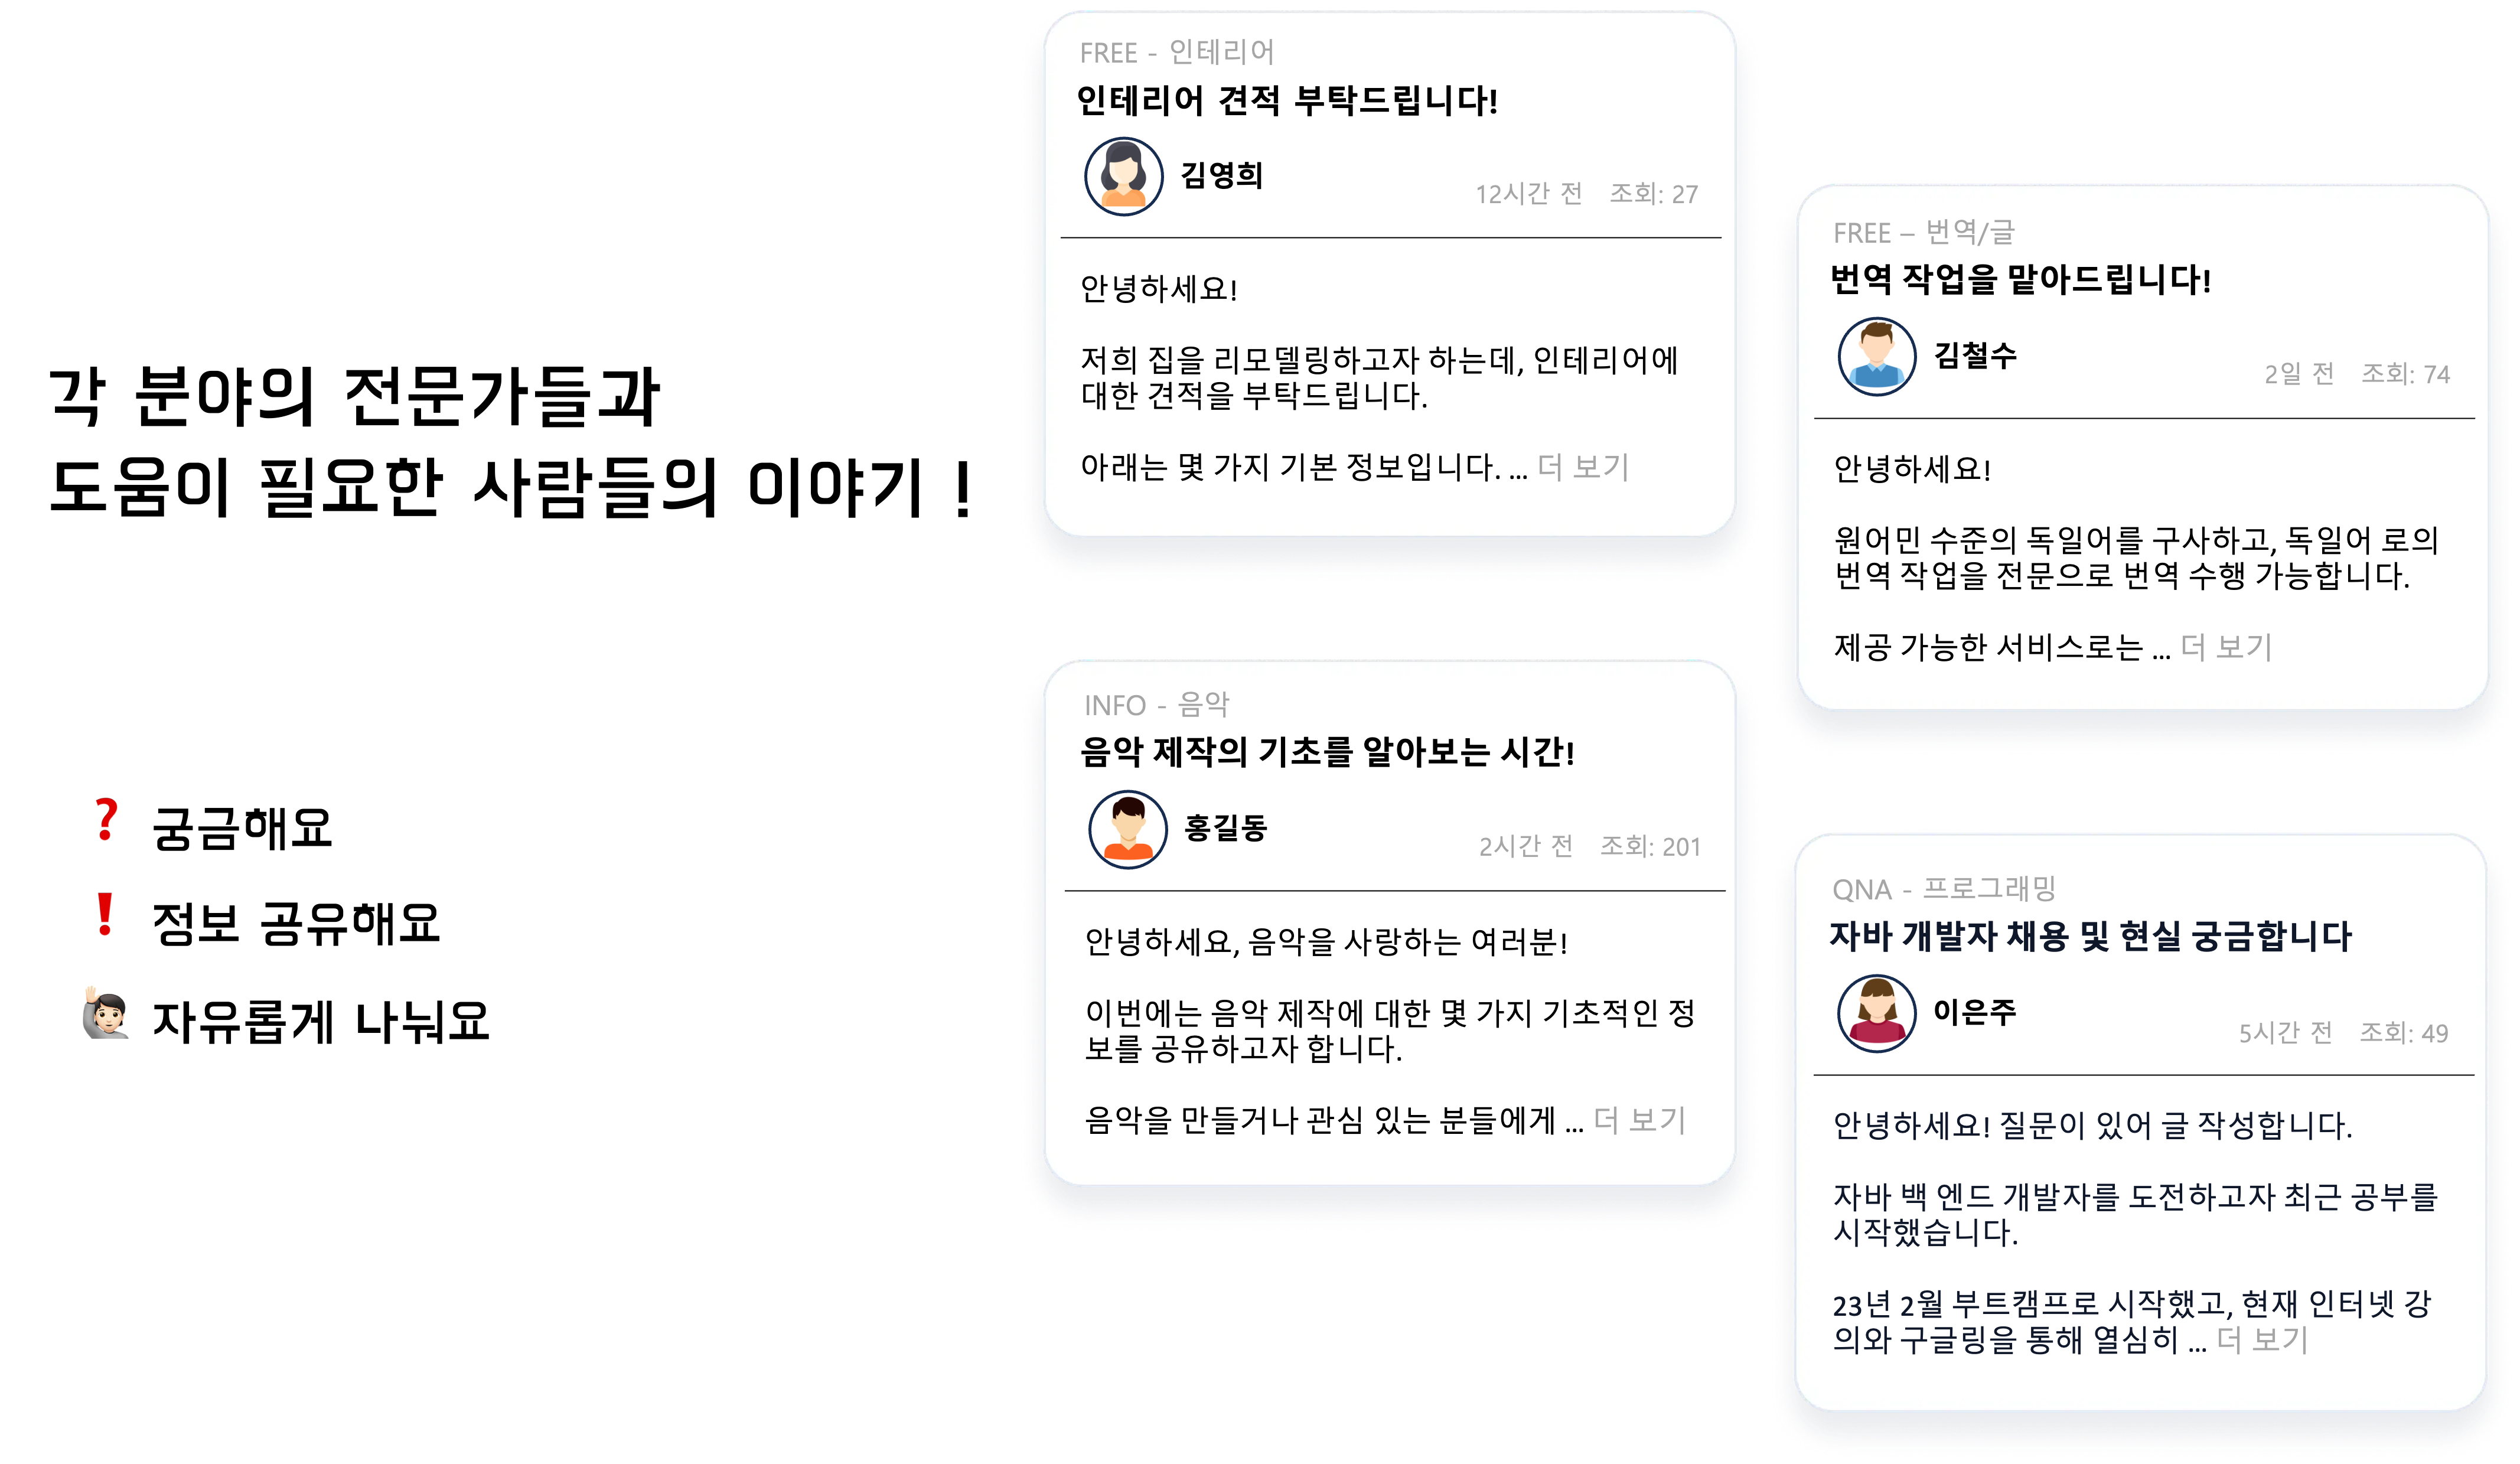 각 분야의 전문가들과
도움이 필요한 사람들의 이야기 !
? 궁금해요
! 정보 공유해요
자유롭게 나눠요
FREE - 인테리어
인테리어 견적 부탁드립니다!
김영희
12시간 전 조회: 27
안녕하세요!
저희 집을 리모델링하고자 하는데, 인테리어에
대한 견적을 부탁드립니다.
아래는 몇 가지 기본 정보입니다. ... 더 보기
INFO - 음악
음악 제작의 기초를 알아보는 시간!
홍길동
2시간 전 조회: 201
안녕하세요, 음악을 사랑하는 여러분!
이번에는 음악 제작에 대한 몇 가지 기초적인 정
보를 공유하고자 합니다.
음악을 만들거나 관심 있는 분들에게 ... 더 보기
FREE – 번역/글
번역 작업을 맡아드립니다!
김철수
2일 전 조회: 74
안녕하세요!
원어민 수준의 독일어를 구사하고, 독일어 로의
번역 작업을 전문으로 번역 수행 가능합니다.
제공 가능한 서비스로는 ... 더 보기
QNA - 프로그래밍
자바 개발자 채용 및 현실 궁금합니다
이은주
5시간 전 조회: 49
안녕하세요! 질문이 있어 글 작성합니다.
자바 백 엔드 개발자를 도전하고자 최근 공부를
시작했습니다.
23년 2월 부트캠프로 시작했고, 현재 인터넷 강
의와 구글링을 통해 열심히 ... 더 보기